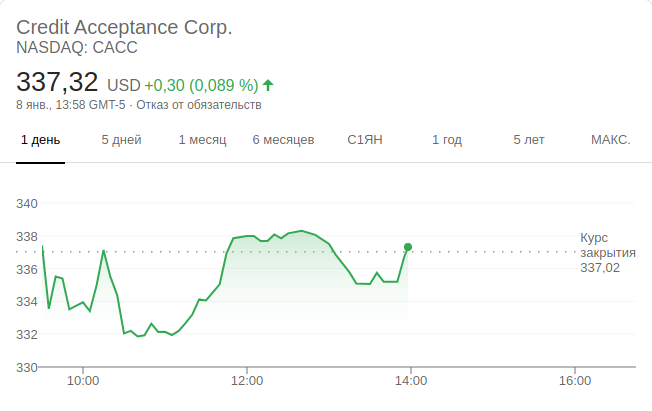 Credit Acceptance Corp.
NASDAQ: CACC
337,32 USD +0,30 (0,089 %)
8 янв., 13:58 GMT-5 · Отказ от обязательств
1 день 5 дней 1 месяц 6 месяцев С1ЯН 1 год 5 лет МАКС.
340
338
336
334
332
330
Курс
закрытия
337,02
10:00 12:00 14:00 16:00